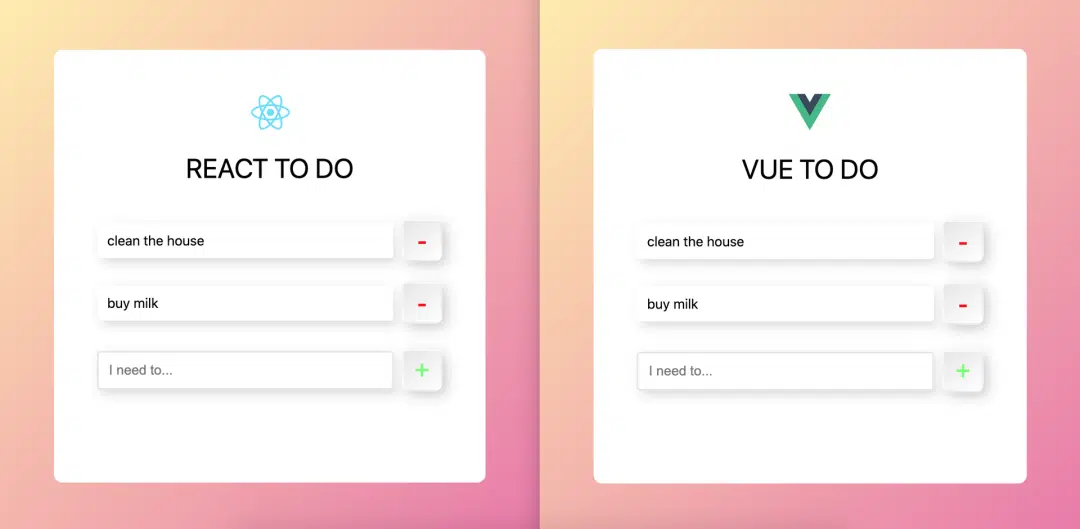 REACT TO DO
clean the house
-
buy milk
-
I need to...
+
VUE TO DO
clean the house
-
buy milk
-
I need to...
+